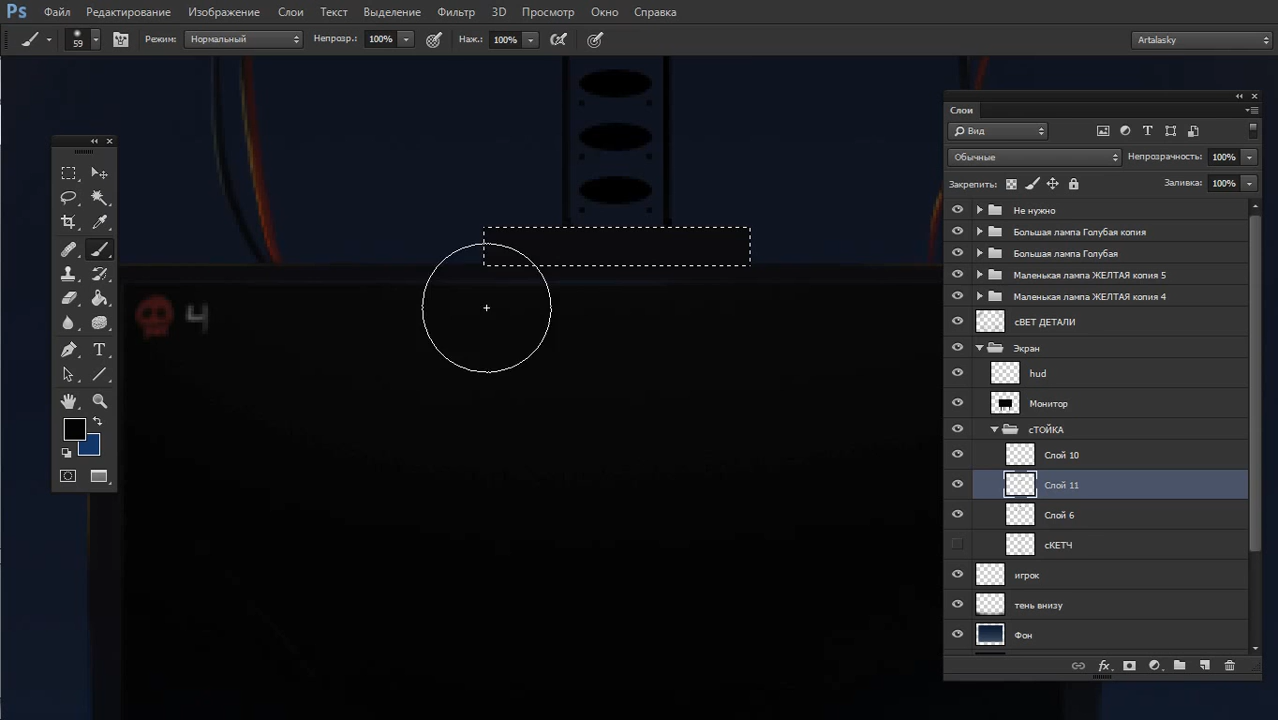 Ps Файл Редактирование Изображение Слои Текст Выделение Фильтр 3D Просмотр Окно Справка
59 Режим: Нормальный Непрозр.: 100% Наж.: 100% Artalasky
Слои
Вид
Обычные Непрозрачность: 100%
Закрепить: Заливка: 100%
Не нужно
Большая лампа Голубая копия
Большая лампа Голубая
Маленькая лампа ЖЕЛТАЯ копия 5
Маленькая лампа ЖЕЛТАЯ копия 4
сВЕТ ДЕТАЛИ
Экран
hud
Монитор
сТОЙКА
Слой 10
Слой 11
Слой 6
сКЕТЧ
игрок
тень внизу
Фон
4